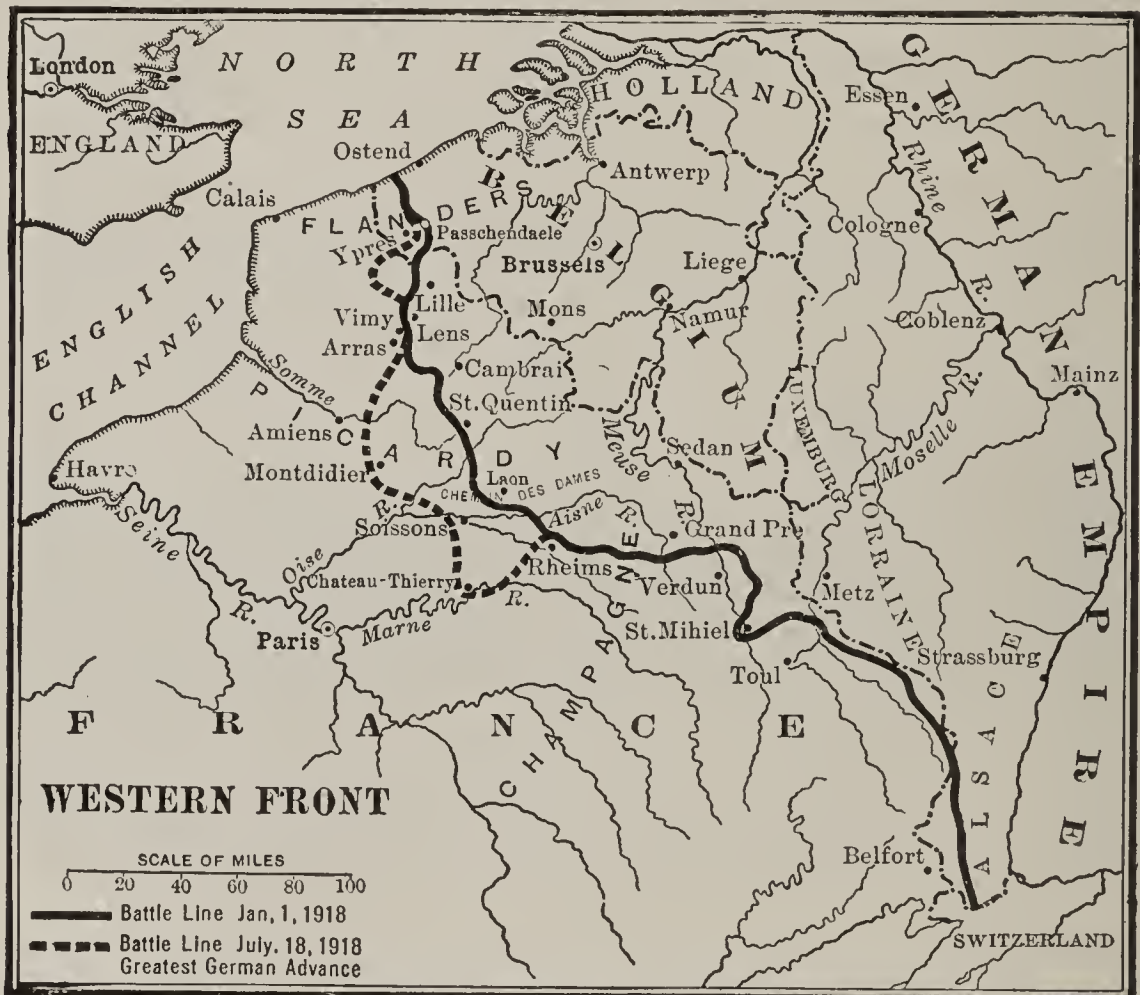 London
ENGLAND
NORTH
SEA
HOLLAND
GERMAN EMPIRE
Essen
Rhine R.
Ostend
Antwerp
Calais
FLANDERS
BELGIUM
Ypres
Passchendaele
Brussels
Cologne
Liege
ENGLISH
CHANNEL
Lille
Mons
Namur
Coblenz
Vimy
Lens
Arras
Cambrai
Mainz
Somme
PICARDY
St. Quentin
Meuse R.
LUXEMBURG
Moselle R.
Amiens
Sedan
Montdidier
Laon
CHEMIN DES DAMES
Havre
Seine R.
Oise R.
Soissons
Aisne R.
Grand Pre
LORRAINE
Chateau-Thierry
Rheims
Verdun
Metz
Paris
Marne R.
St. Mihiel
Strassburg
Toul
CHAMPAGNE
FRANCE
ALSACE
Belfort
SWITZERLAND
WESTERN FRONT
SCALE OF MILES
0 20 40 60 80 100
Battle Line Jan, 1, 1918
Battle Line July. 18, 1918
Greatest German Advance